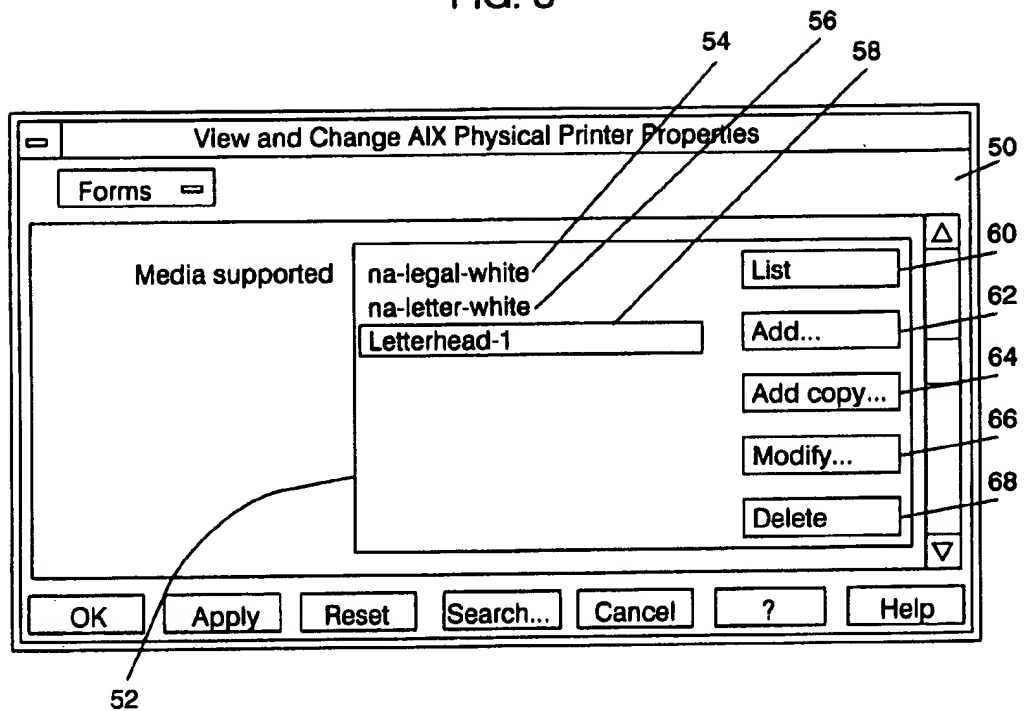 56
54
58
View and Change AIX Physical Printer Properties
50
Forms
60
Media supported
na-legal-white
List
na-letter-white
62
Letterhead-1
Add...
64
Add copy...
66
Modify...
68
Delete
OK
Apply
Reset
Search...
Cancel
?
Help
52